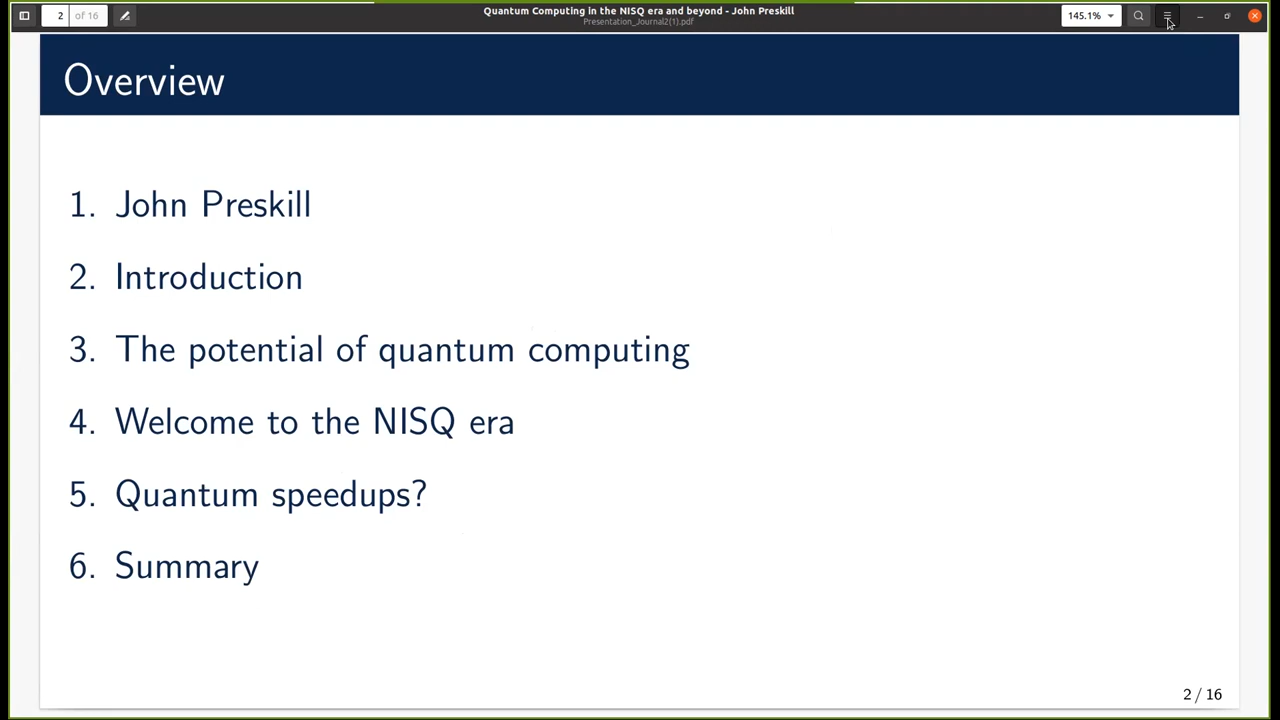 2 of 16
Quantum Computing in the NISQ era and beyond - John Preskill
Presentation_Journal2(1).pdf
145.1%
Overview
1. John Preskill
2. Introduction
3. The potential of quantum computing
4. Welcome to the NISQ era
5. Quantum speedups?
6. Summary
2 / 16